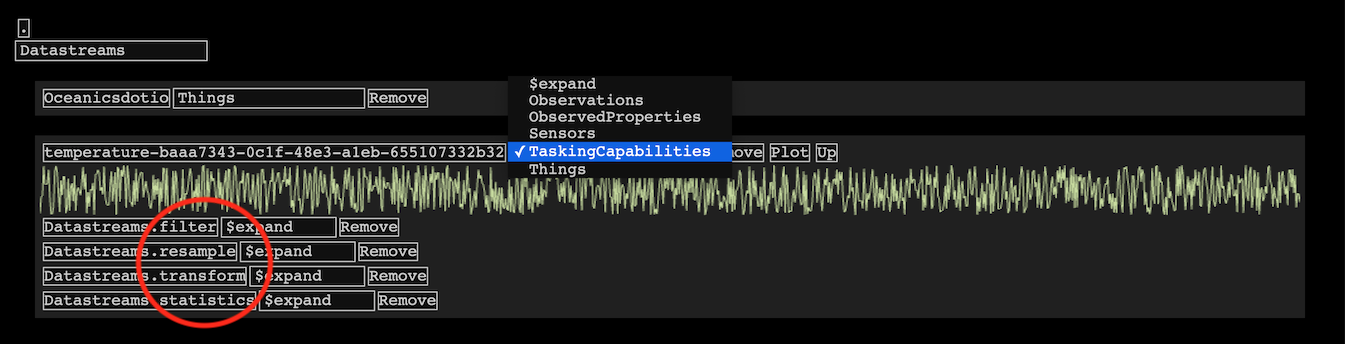 .
Datastreams
Oceanicsdotio Things Remove
$expand
Observations
ObservedProperties
Sensors
temperature-baaa7343-0c1f-48e3-a1eb-655107332b32 ✓TaskingCapabilities ove Plot Up
Things
Datastreams.filter $expand Remove
Datastreams.resample $expand Remove
Datastreams.transform $expand Remove
Datastreams.statistics $expand Remove